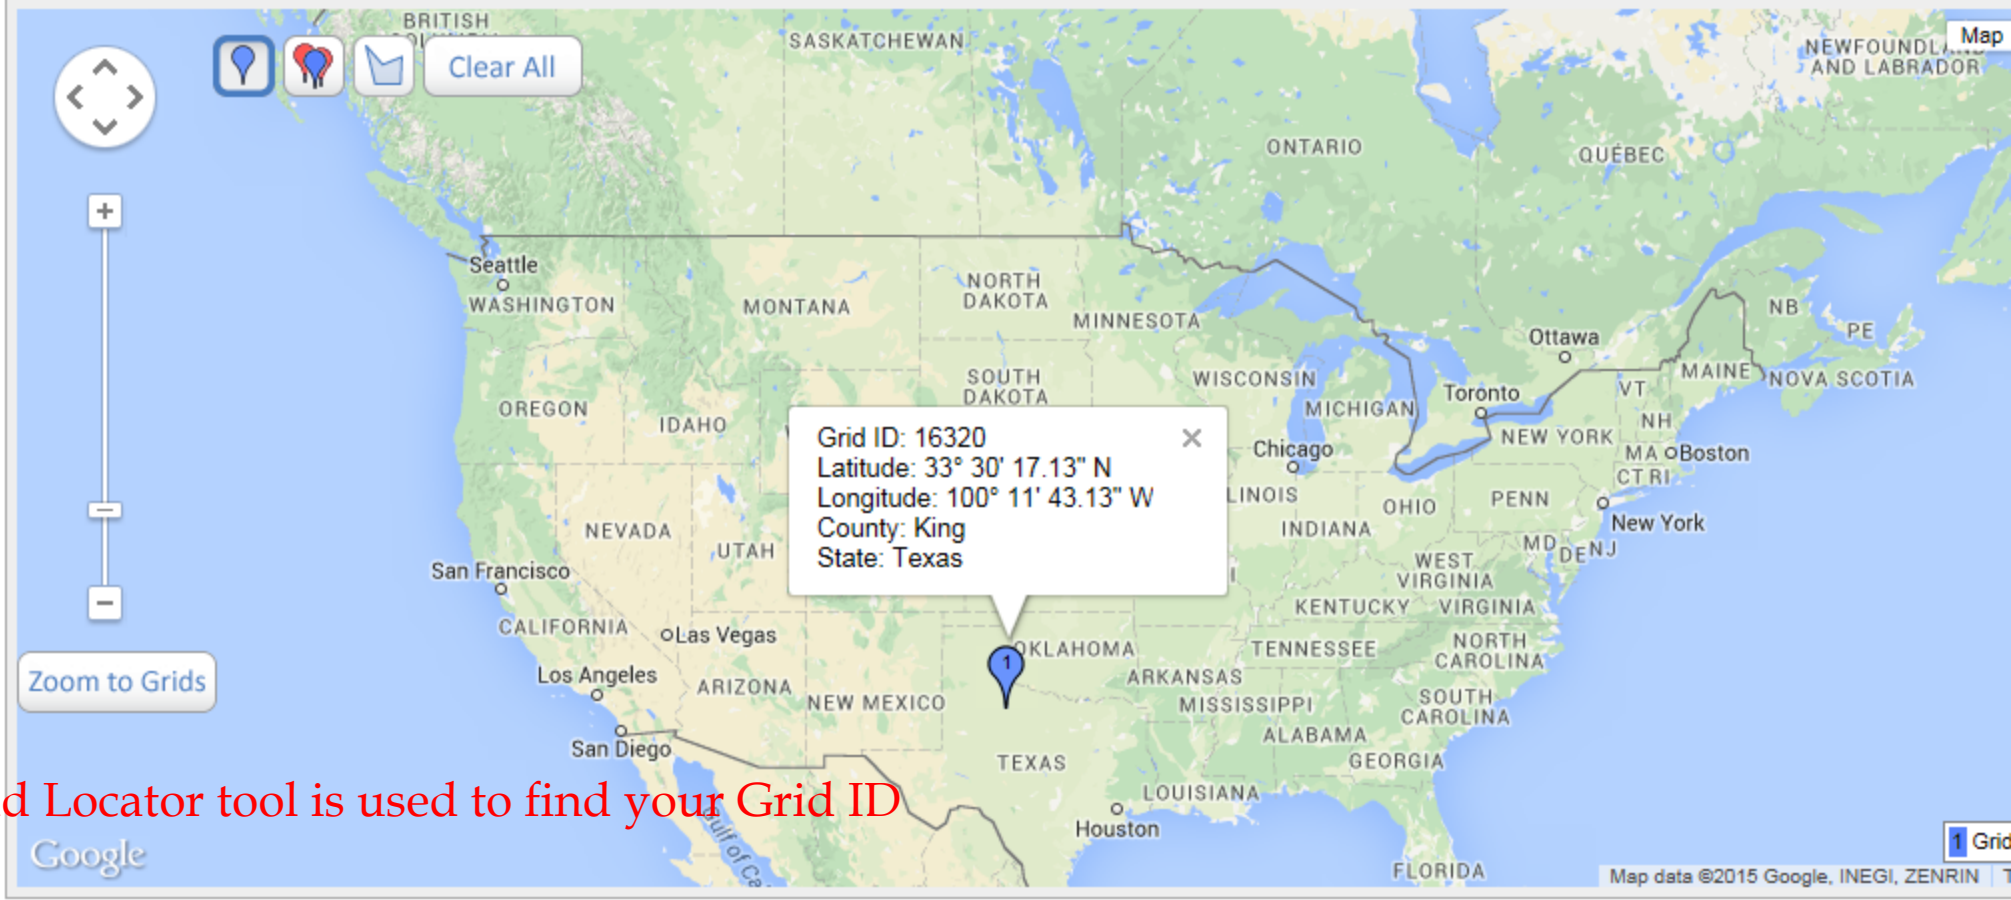 BRITISH
SASKATCHEWAN
NEWFOUNDLAND
AND LABRADOR
Map
Clear All
ONTARIO
QUÉBEC
Seattle
WASHINGTON
MONTANA
NORTH
DAKOTA
MINNESOTA
NB
PE
Ottawa
OREGON
IDAHO
SOUTH
DAKOTA
WISCONSIN
MICHIGAN
Toronto
VT
MAINE
NOVA SCOTIA
NH
NEW YORK
MA
Boston
CT RI
Grid ID: 16320
Latitude: 33° 30' 17.13" N
Longitude: 100° 11' 43.13" W
County: King
State: Texas
Chicago
LINOIS
INDIANA
OHIO
PENN
New York
NEVADA
UTAH
San Francisco
WEST
VIRGINIA
MD
DE
NJ
CALIFORNIA
Las Vegas
KENTUCKY
VIRGINIA
1
OKLAHOMA
TENNESSEE
NORTH
CAROLINA
Zoom to Grids
Los Angeles
ARIZONA
NEW MEXICO
ARKANSAS
MISSISSIPPI
SOUTH
CAROLINA
San Diego
TEXAS
ALABAMA
GEORGIA
d Locator tool is used to find your Grid ID
Gulf of Ca
LOUISIANA
Houston
Google
FLORIDA
1 Grid
Map data ©2015 Google, INEGI, ZENRIN